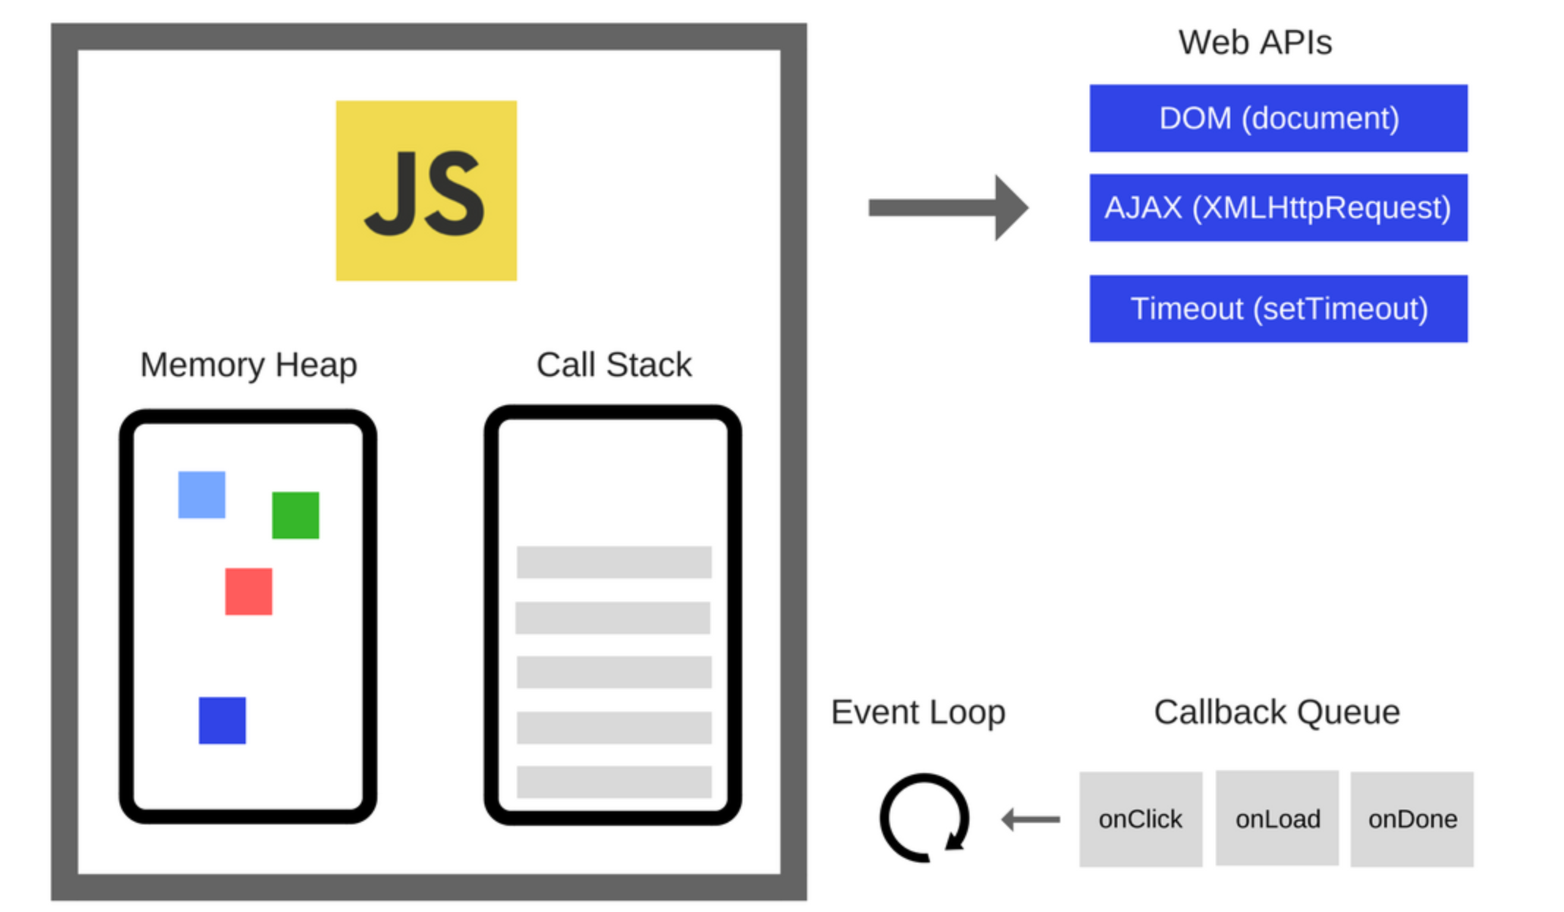 JS
Memory Heap
Call Stack
Web APIs
DOM (document)
AJAX (XMLHttpRequest)
Timeout (setTimeout)
Event Loop
Callback Queue
onClick
onLoad
onDone